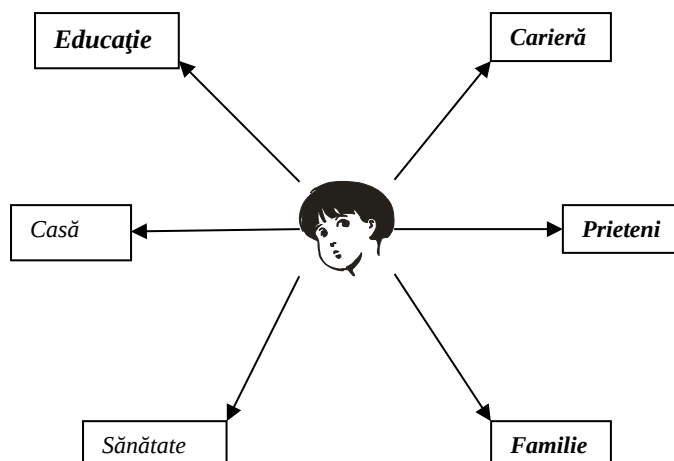 Educaţie
Carieră
Casă
Prieteni
Sănătate
Familie